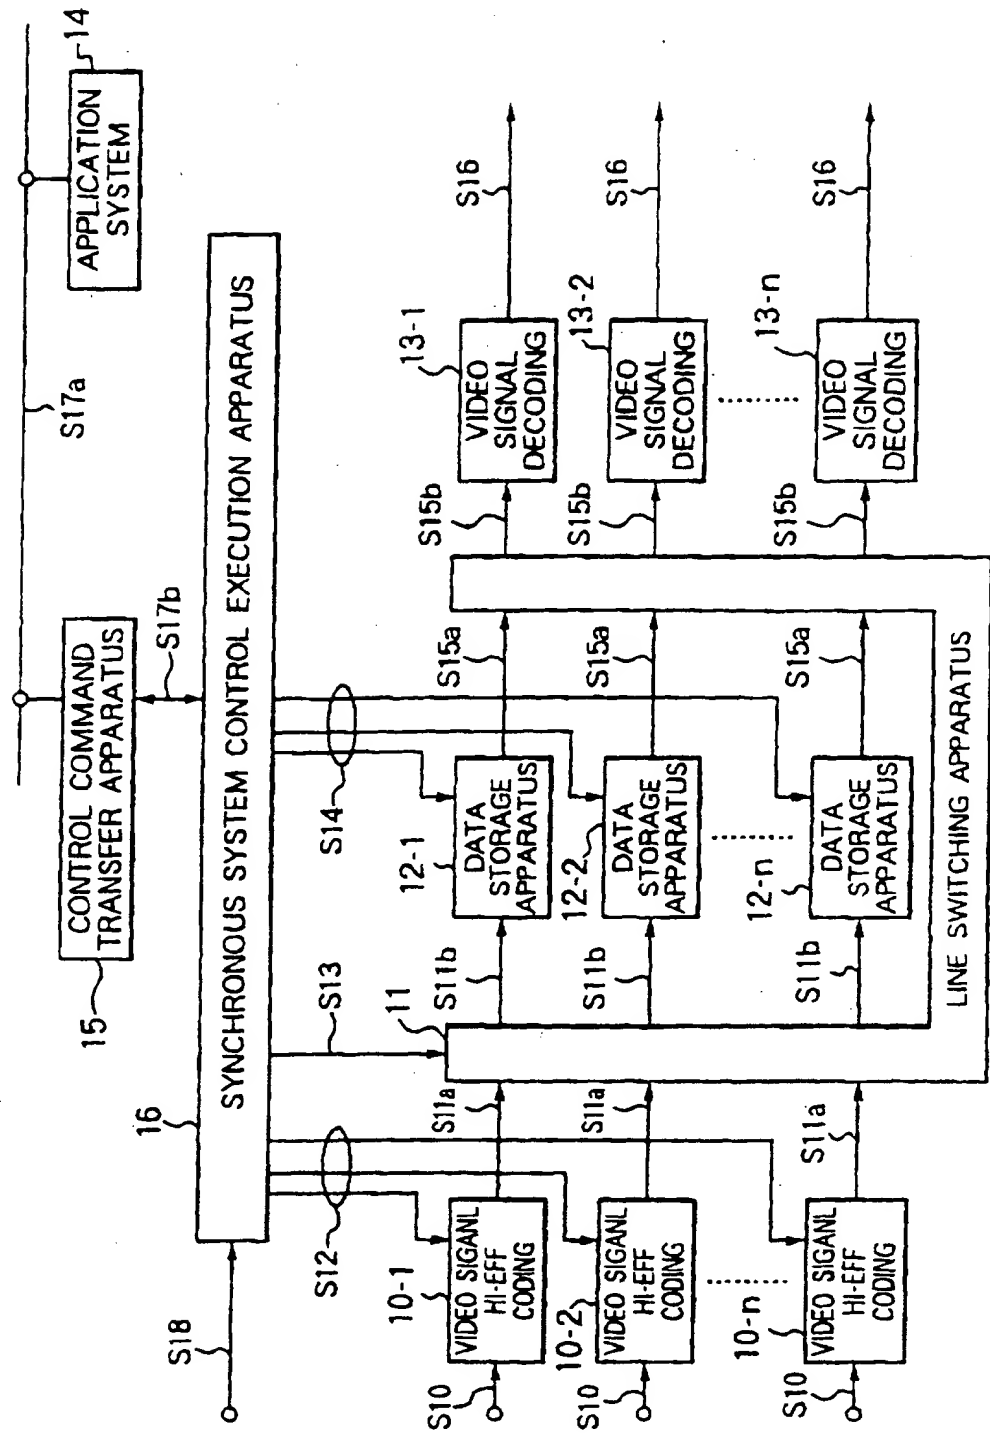 14
APPLICATION
SYSTEM
S17a
CONTROL COMMAND
TRANSFER APPARATUS
15
S17b
16
SYNCHRONOUS SYSTEM CONTROL EXECUTION APPARATUS
S18
S12
S13
S14
10-1
VIDEO SIGANL
HI-EFF
CODING
S10
S11a
11
S11b
12-1
DATA
STORAGE
APPARATUS
S15a
S15b
13-1
VIDEO
SIGNAL
DECODING
S16
10-2
VIDEO SIGANL
HI-EFF
CODING
S10
S11a
S11b
12-2
DATA
STORAGE
APPARATUS
S15a
S15b
13-2
VIDEO
SIGNAL
DECODING
S16
10-n
VIDEO SIGANL
HI-EFF
CODING
S10
S11a
S11b
12-n
DATA
STORAGE
APPARATUS
S15a
S15b
13-n
VIDEO
SIGNAL
DECODING
S16
LINE SWITCHING APPARATUS